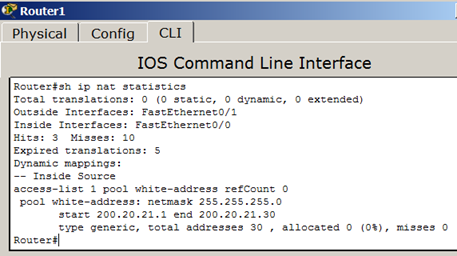 Router1
Physical Config CLI
IOS Command Line Interface
Router#sh ip nat statistics
Total translations: 0 (0 static, 0 dynamic, 0 extended)
Outside Interfaces: FastEthernet0/1
Inside Interfaces: FastEthernet0/0
Hits: 3 Misses: 10
Expired translations: 5
Dynamic mappings:
-- Inside Source
access-list 1 pool white-address refCount 0
pool white-address: netmask 255.255.255.0
start 200.20.21.1 end 200.20.21.30
type generic, total addresses 30 , allocated 0 (0%), misses 0
Router#